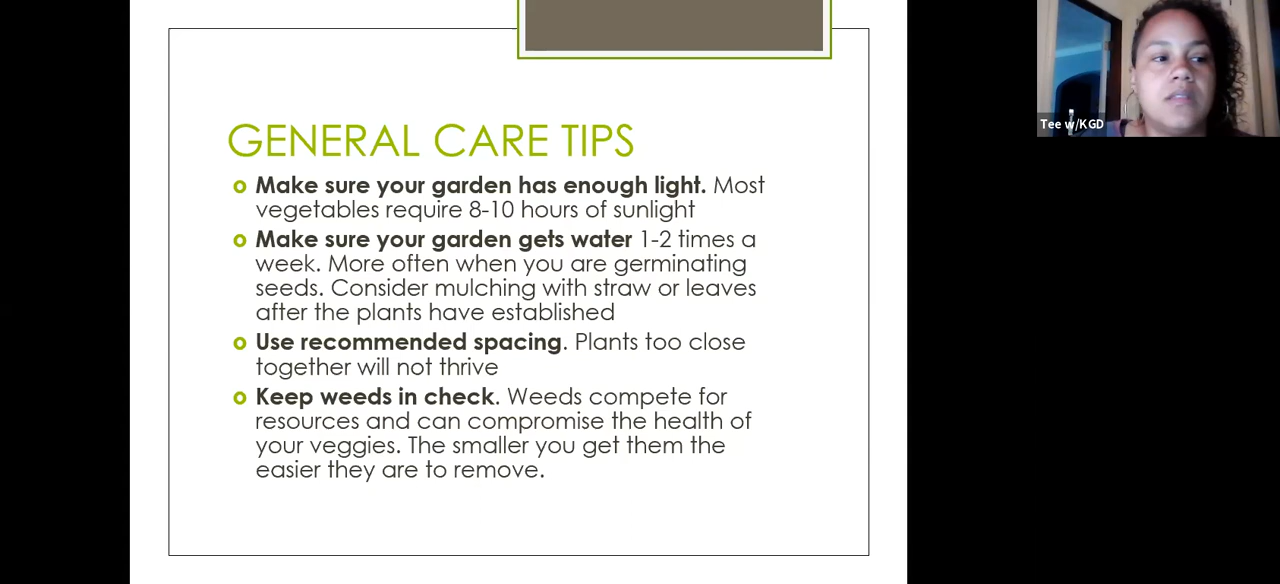 GENERAL CARE TIPS
Make sure your garden has enough light. Most
vegetables require 8-10 hours of sunlight
Make sure your garden gets water 1-2 times a
week. More often when you are germinating
seeds. Consider mulching with straw or leaves
after the plants have established
Use recommended spacing. Plants too close
together will not thrive
Keep weeds in check. Weeds compete for
resources and can compromise the health of
your veggies. The smaller you get them the
easier they are to remove.
Tee w/KGD